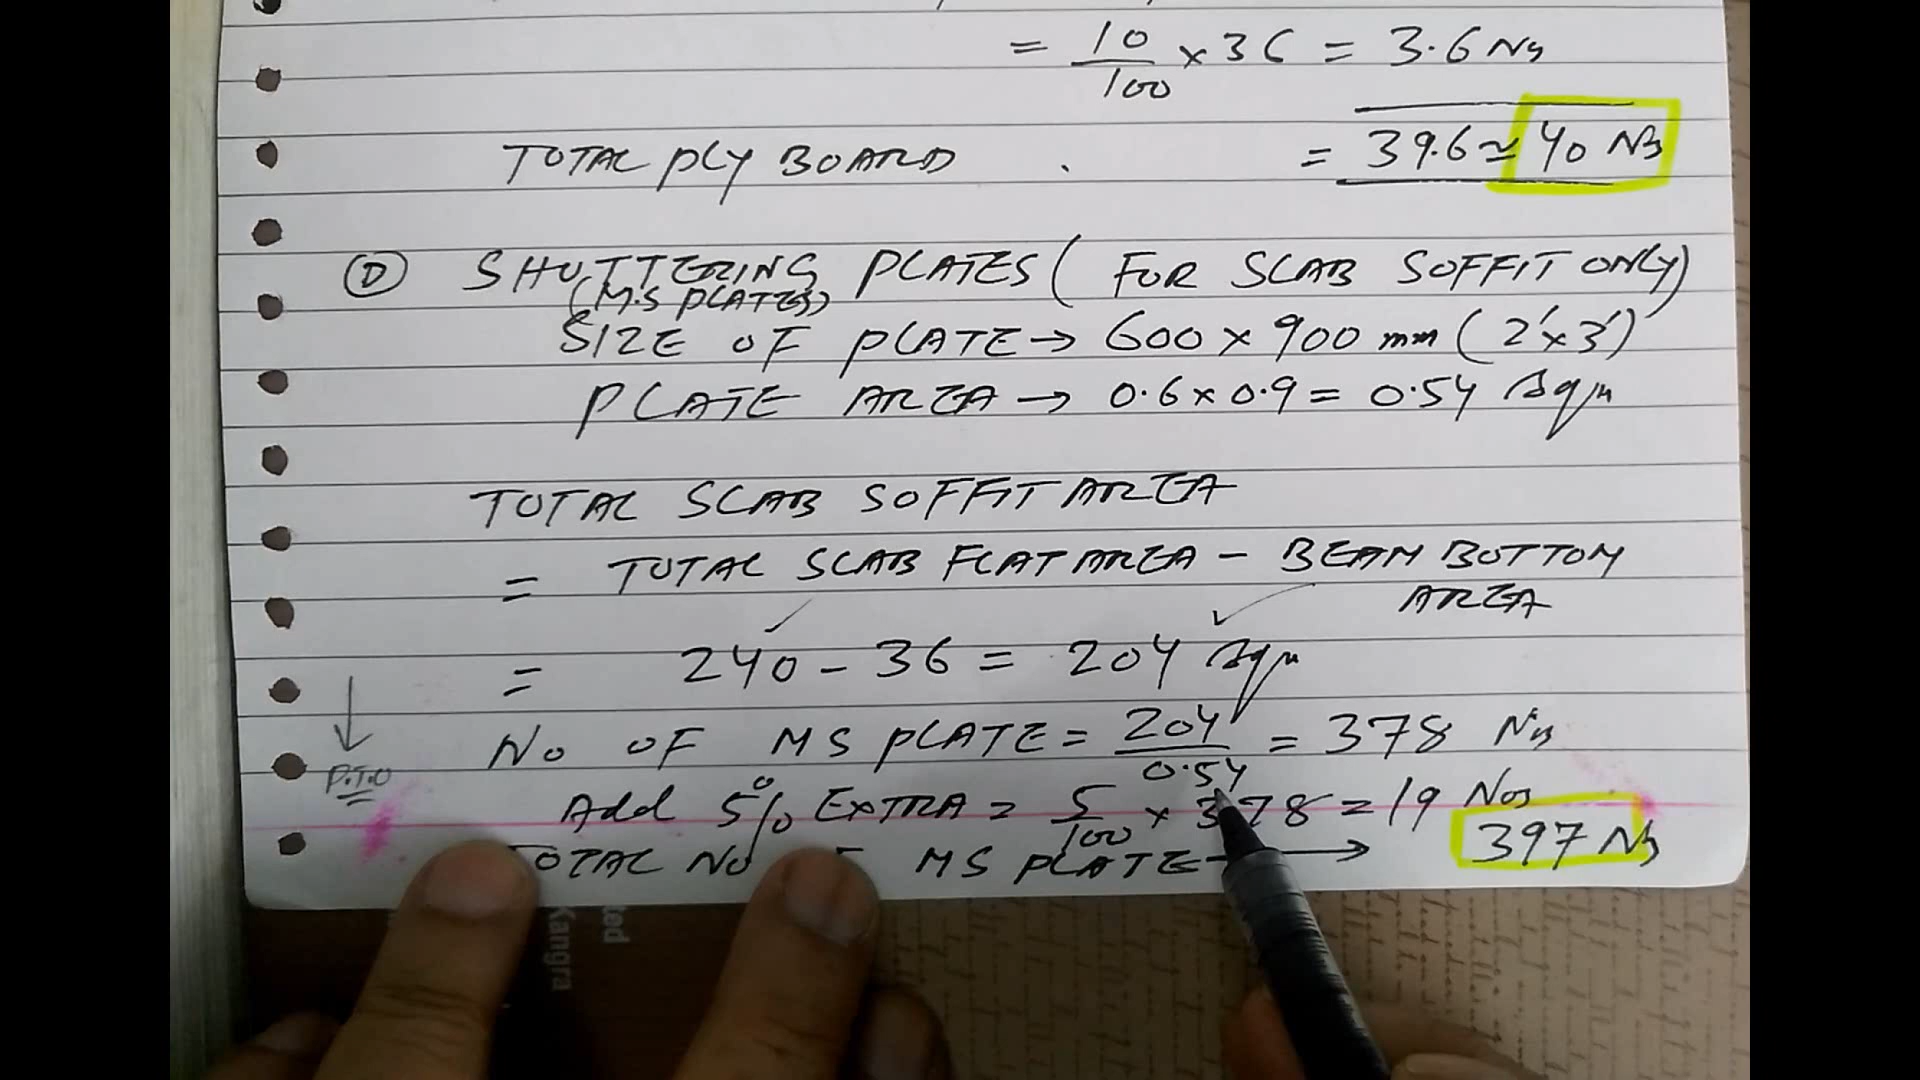 = 10/100 x 36 = 3.6 Nos
TOTAL PLY BOARD . = 39.6 ≃ 40 Nos
(D) SHUTTERING PLATES ( FOR SLAB SOFFIT ONLY)
(M.S PLATES)
SIZE OF PLATE → 600 x 900 mm ( 2' x 3')
PLATE AREA → 0.6 x 0.9 = 0.54 sqm
TOTAL SLAB SOFFIT AREA
= TOTAL SLAB FLAT AREA - BEAM BOTTOM
AREA
= 240 - 36 = 204 sqm
No OF MS PLATE = 204/0.54 = 378 Nos
P.T.O
Add 5% EXTRA = 5/100 x 378 = 19 Nos
TOTAL NO MS PLATE → 397 Nos
Kangra